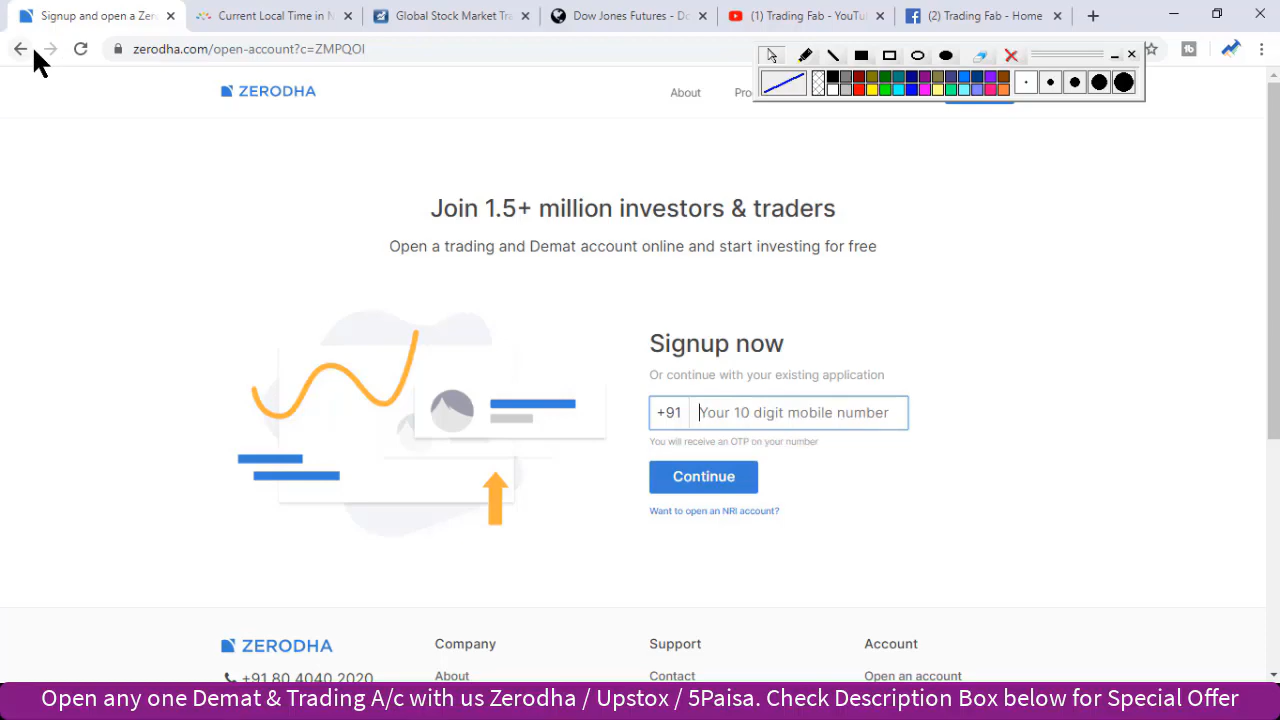 Signup and open a Zero
Current Local Time in N
Global Stock Market Tra
Dow Jones Futures - Do
(1) Trading Fab - YouTu
(2) Trading Fab - Home
zerodha.com/open-account?c=ZMPQOI
ZERODHA
About
Pro
Join 1.5+ million investors & traders
Open a trading and Demat account online and start investing for free
Signup now
Or continue with your existing application
+91 Your 10 digit mobile number
You will receive an OTP on your number
Continue
Want to open an NRI account?
ZERODHA
Company
Support
Account
+91 80 4040 2020
About
Contact
Open an account
Open any one Demat & Trading A/c with us Zerodha / Upstox / 5Paisa. Check Description Box below for Special Offer